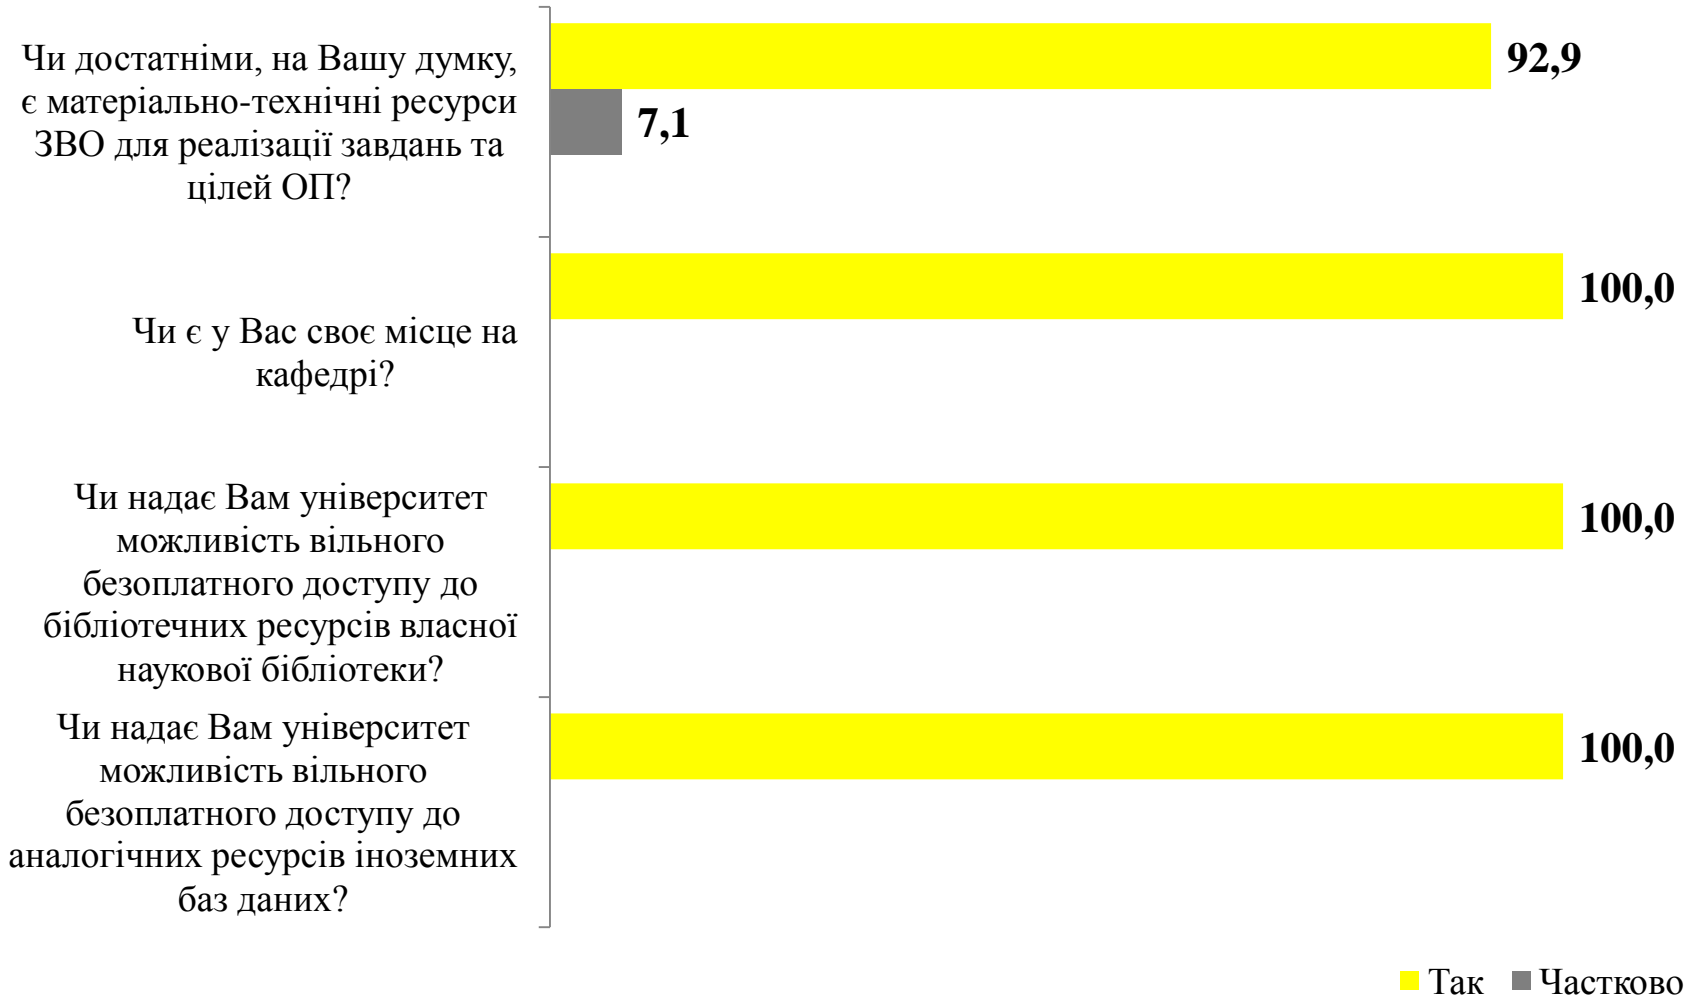 Чи достатніми, на Вашу думку,
є матеріально-технічні ресурси
ЗВО для реалізації завдань та
цілей ОП?
92,9
7,1
Чи є у Вас своє місце на
кафедрі?
100,0
Чи надає Вам університет
можливість вільного
безоплатного доступу до
бібліотечних ресурсів власної
наукової бібліотеки?
100,0
Чи надає Вам університет
можливість вільного
безоплатного доступу до
аналогічних ресурсів іноземних
баз даних?
100,0
Так Частково